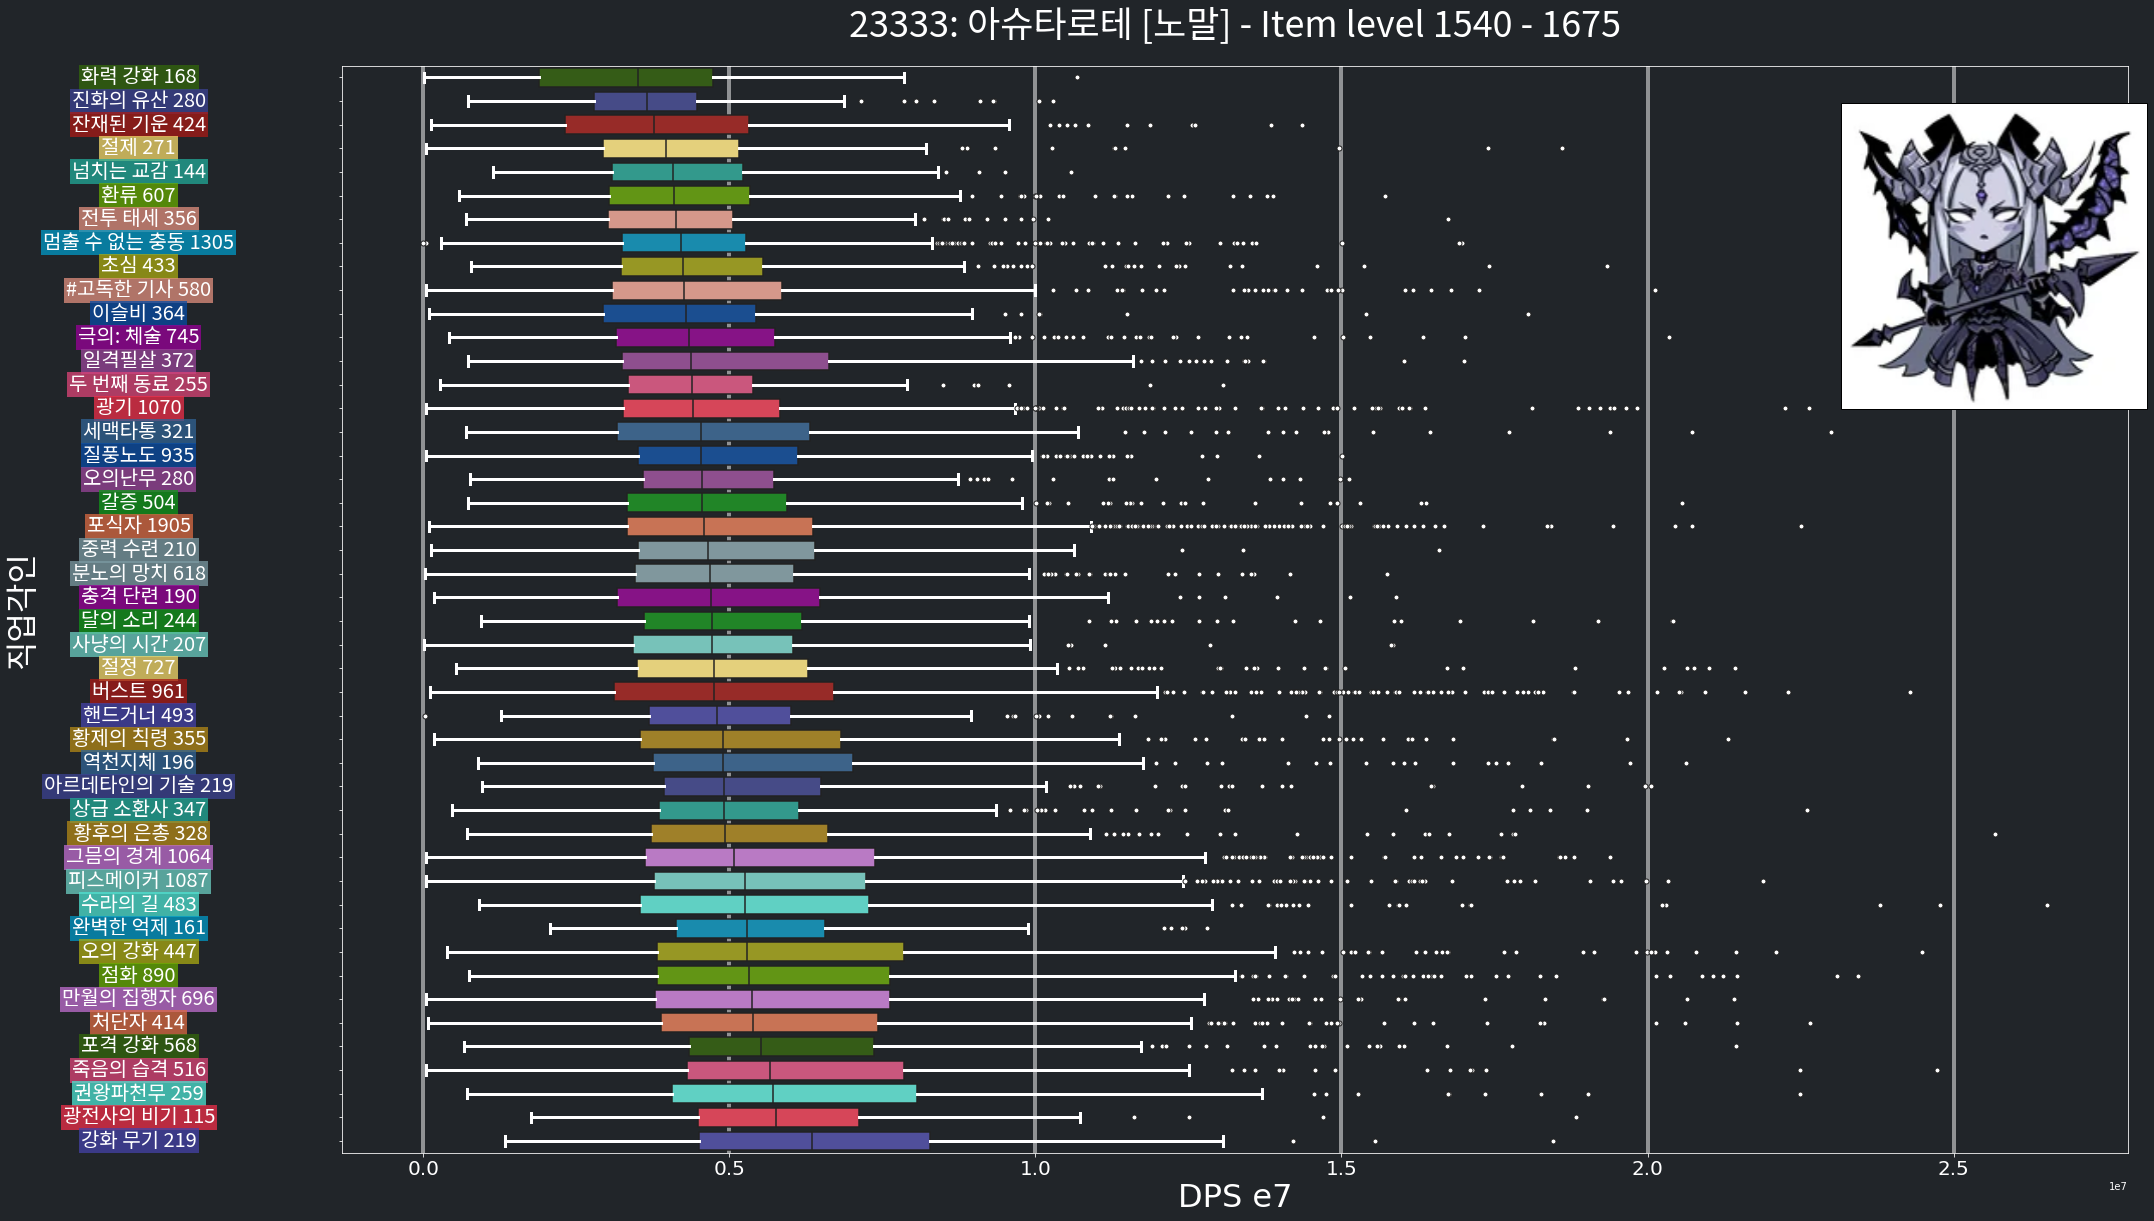 23333: 아슈타로테 [노말] - Item level 1540 - 1675
화력 강화 168
진화의 유산 280
잔재된 기운 424
절제 271
넘치는 교감 144
환류 607
전투 태세 356
멈출 수 없는 충동 1305
초심 433
#고독한 기사 580
이슬비 364
극의: 체술 745
일격필살 372
두 번째 동료 255
광기 1070
세맥타통 321
질풍노도 935
오의난무 280
갈증 504
포식자 1905
중력 수련 210
분노의 망치 618
충격 단련 190
달의 소리 244
사냥의 시간 207
절정 727
버스트 961
핸드거너 493
황제의 칙령 355
역천지체 196
아르데타인의 기술 219
상급 소환사 347
황후의 은총 328
그믐의 경계 1064
피스메이커 1087
수라의 길 483
완벽한 억제 161
오의 강화 447
점화 890
만월의 집행자 696
처단자 414
포격 강화 568
죽음의 습격 516
권왕파천무 259
광전사의 비기 115
강화 무기 219
직업각인
0.0 0.5 1.0 1.5 2.0 2.5
DPS e7
1e7